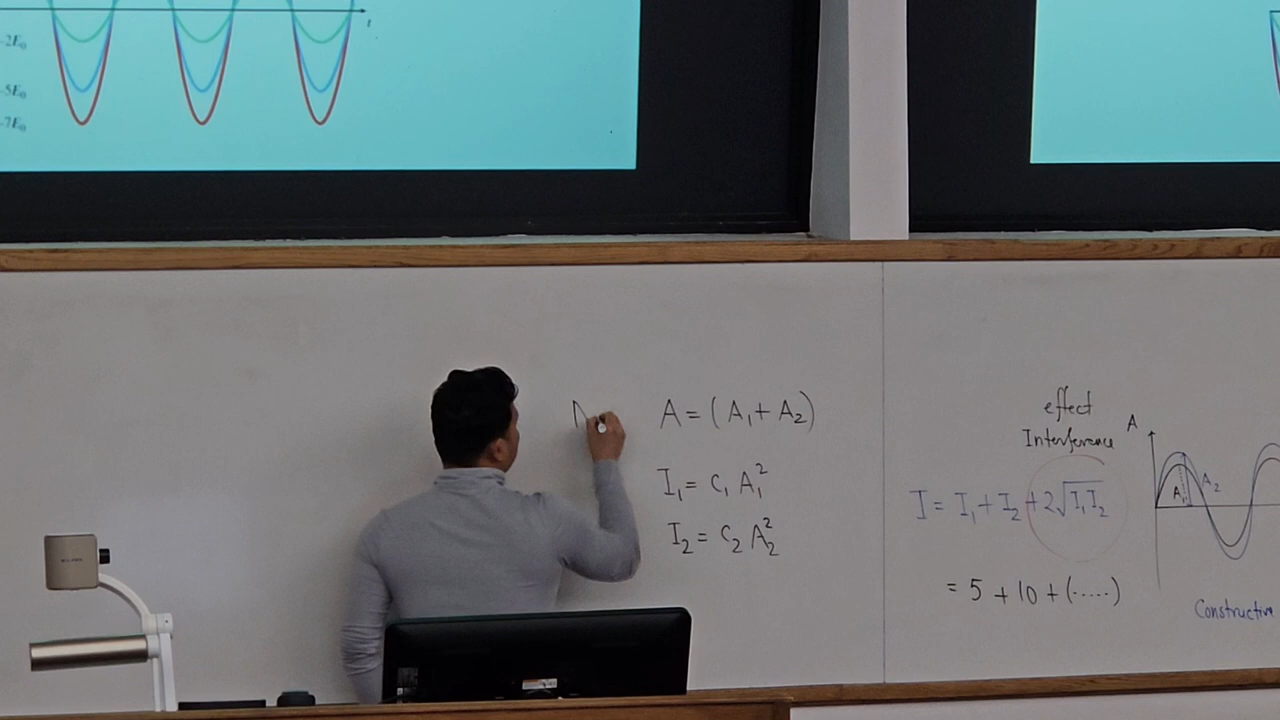 t
-2E₀
-5E₀
-7E₀
A = (A₁ + A₂)
I₁ = C₁ A₁²
I₂ = C₂ A₂²
effect
Interference
I = I₁ + I₂ + 2√I₁I₂
= 5 + 10 + (.....)
A
A₂
Constructive